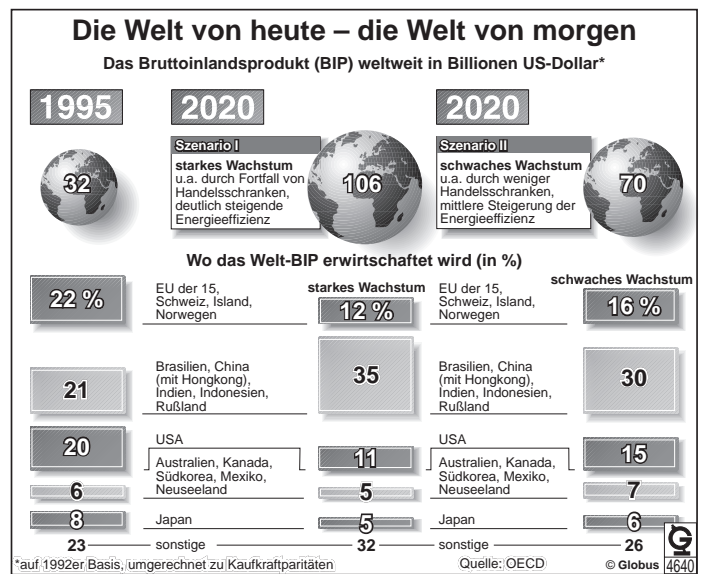 Die Welt von heute – die Welt von morgen
Das Bruttoinlandsprodukt (BIP) weltweit in Billionen US-Dollar*
1995
2020
2020
32
Szenario I
starkes Wachstum
u.a. durch Fortfall von
Handelsschranken,
deutlich steigende
Energieeffizienz
106
Szenario II
schwaches Wachstum
u.a. durch weniger
Handelsschranken,
mittlere Steigerung der
Energieeffizienz
70
Wo das Welt-BIP erwirtschaftet wird (in %)
starkes Wachstum
schwaches Wachstum
22 %
EU der 15,
Schweiz, Island,
Norwegen
12 %
EU der 15,
Schweiz, Island,
Norwegen
16 %
21
Brasilien, China
(mit Hongkong),
Indien, Indonesien,
Rußland
35
Brasilien, China
(mit Hongkong),
Indien, Indonesien,
Rußland
30
20
USA
11
USA
15
6
Australien, Kanada,
Südkorea, Mexiko,
Neuseeland
5
Australien, Kanada,
Südkorea, Mexiko,
Neuseeland
7
8
Japan
5
Japan
6
23
sonstige
32
sonstige
26
*auf 1992er Basis, umgerechnet zu Kaufkraftparitäten
Quelle: OECD
© Globus
G
4640